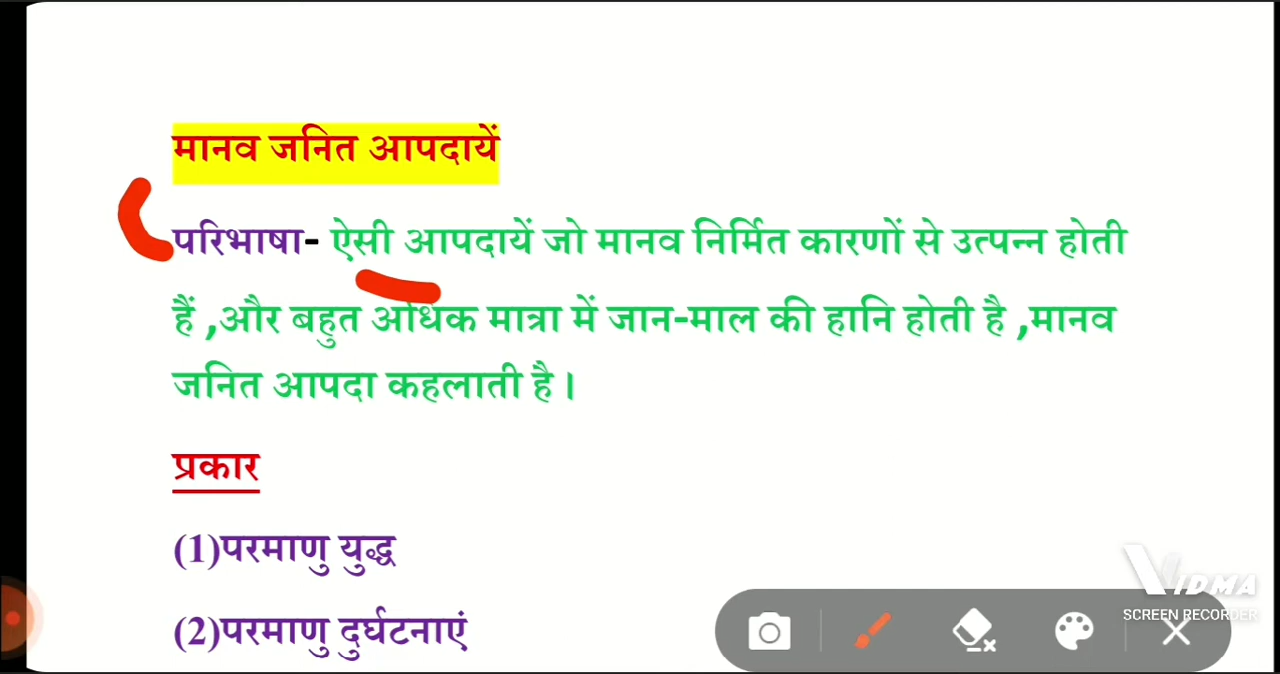 मानव जनित आपदायें
परिभाषा- ऐसी आपदायें जो मानव निर्मित कारणों से उत्पन्न होती
हैं ,और बहुत अधिक मात्रा में जान-माल की हानि होती है ,मानव
जनित आपदा कहलाती है ।
प्रकार
(1)परमाणु युद्ध
(2)परमाणु दुर्घटनाएं
VIDMA
SCREEN RECORDER